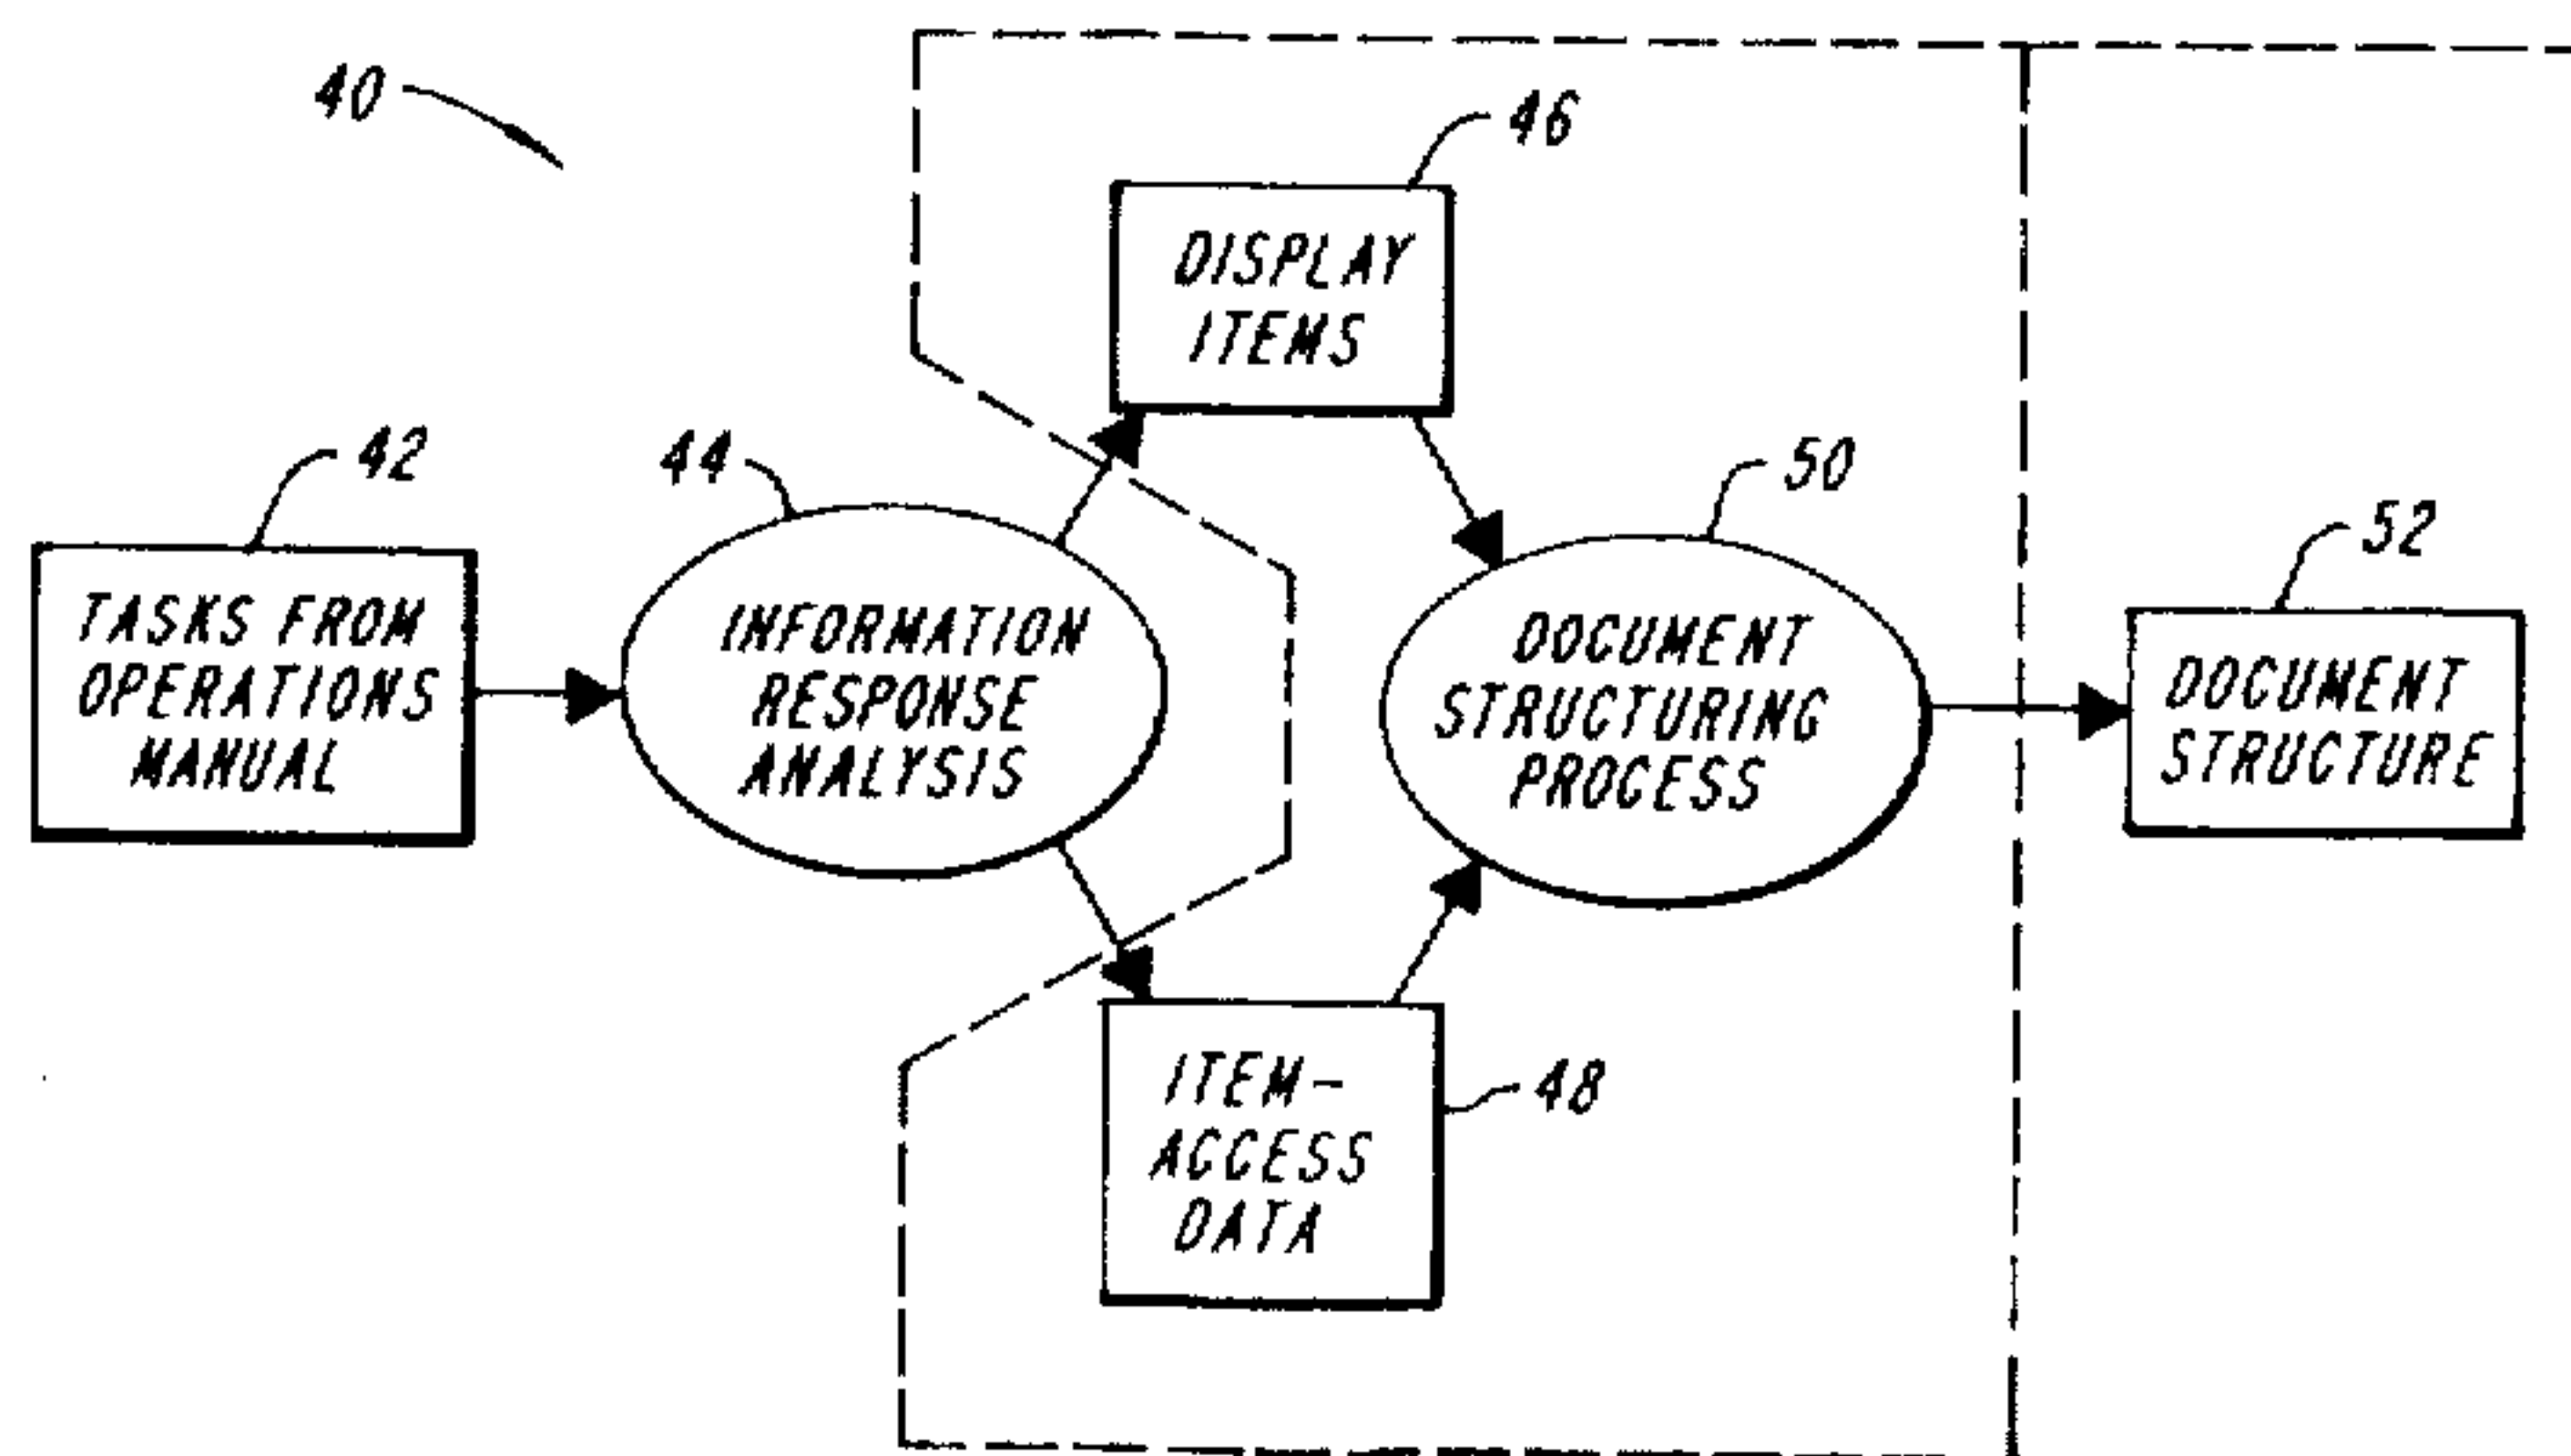 40
46
DISPLAY
ITEMS
42
44
50
52
TASKS FROM
OPERATIONS
MANUAL
INFORMATION
RESPONSE
ANALYSIS
DOCUMENT
STRUCTURING
PROCESS
DOCUMENT
STRUCTURE
ITEM-
ACCESS
DATA
48